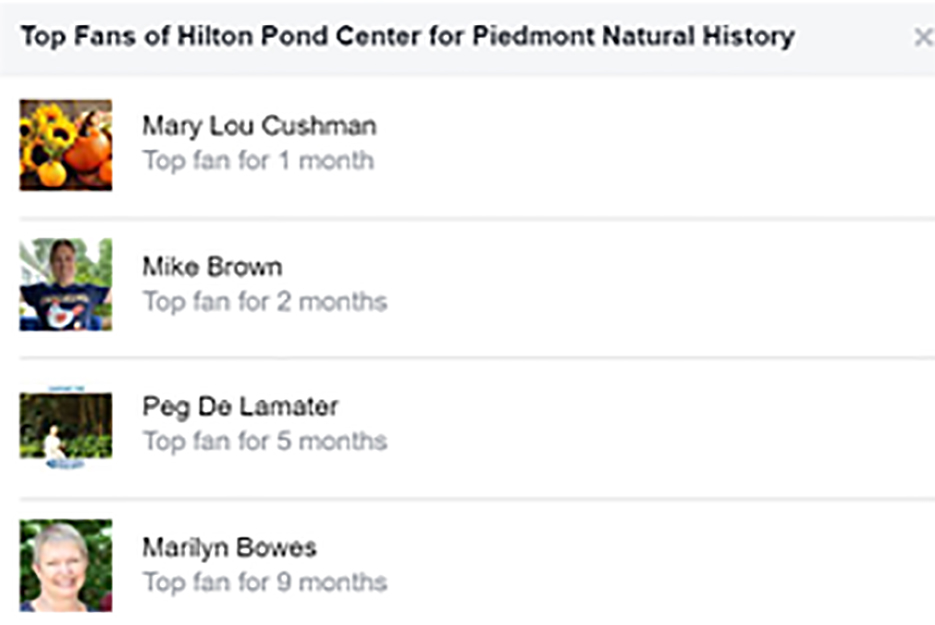 Top Fans of Hilton Pond Center for Piedmont Natural History
Mary Lou Cushman
Top fan for 1 month
Mike Brown
Top fan for 2 months
Peg De Lamater
Top fan for 5 months
Marilyn Bowes
Top fan for 9 months